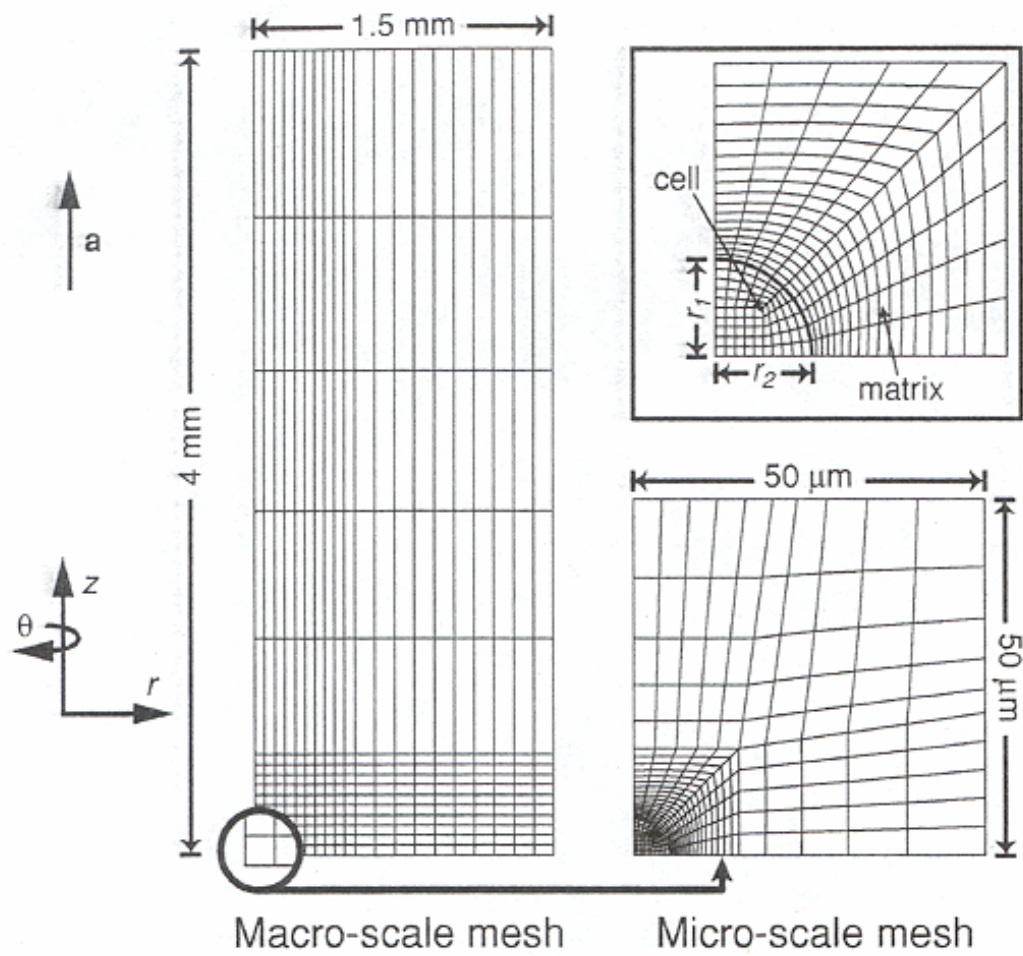 1.5 mm
4 mm
a
z
θ
r
cell
r1
r2
matrix
50 μm
50 μm
Macro-scale mesh
Micro-scale mesh